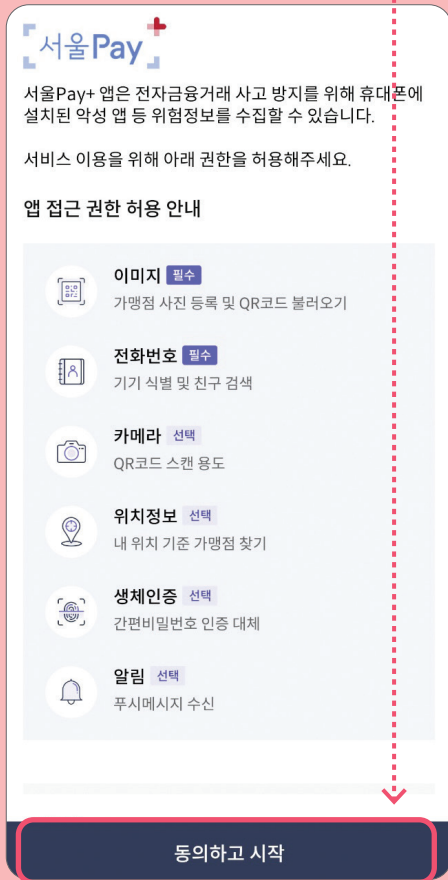 서울Pay+
서울Pay+ 앱은 전자금융거래 사고 방지를 위해 휴대폰에
설치된 악성 앱 등 위험정보를 수집할 수 있습니다.
서비스 이용을 위해 아래 권한을 허용해주세요.
앱 접근 권한 허용 안내
이미지 필수
가맹점 사진 등록 및 QR코드 불러오기
전화번호 필수
기기 식별 및 친구 검색
카메라 선택
QR코드 스캔 용도
위치정보 선택
내 위치 기준 가맹점 찾기
생체인증 선택
간편비밀번호 인증 대체
알림 선택
푸시메시지 수신
동의하고 시작